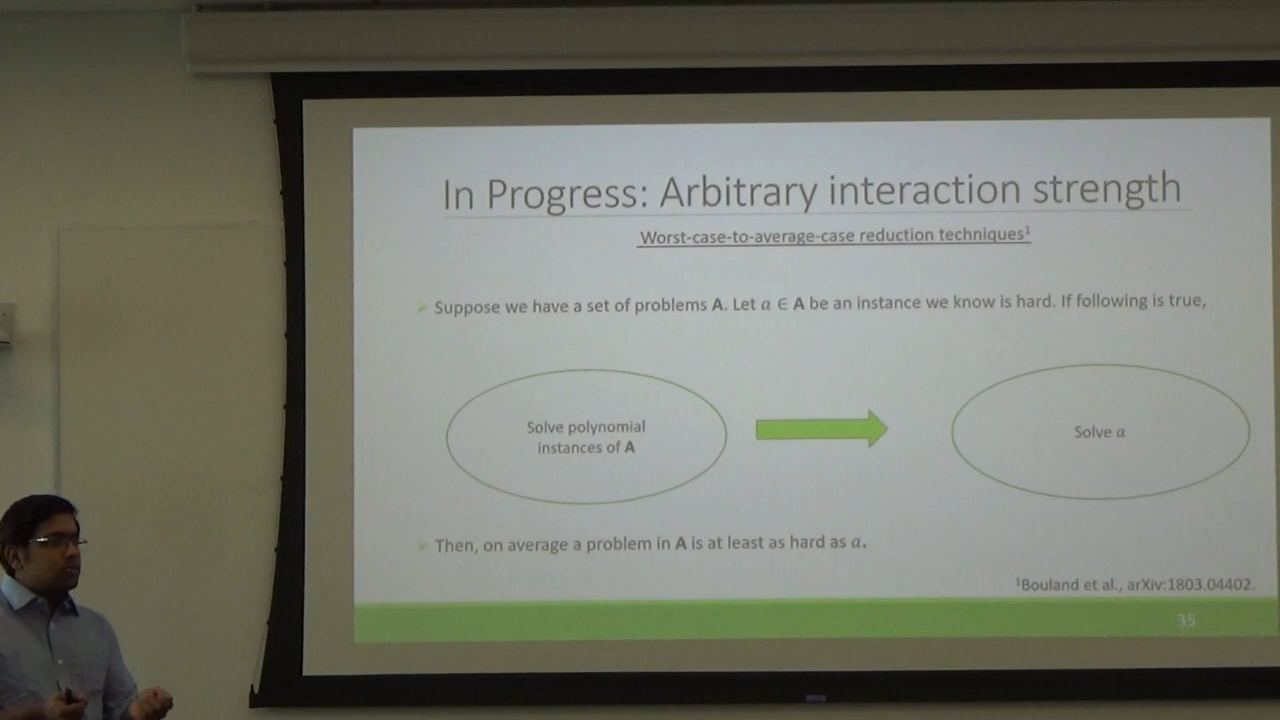 In Progress: Arbitrary interaction strength
Worst-case-to-average-case reduction techniques¹
Suppose we have a set of problems A. Let a ∈ A be an instance we know is hard. If following is true,
Solve polynomial
instances of A
Solve a
Then, on average a problem in A is at least as hard as a.
¹Bouland et al., arXiv:1803.04402.
35